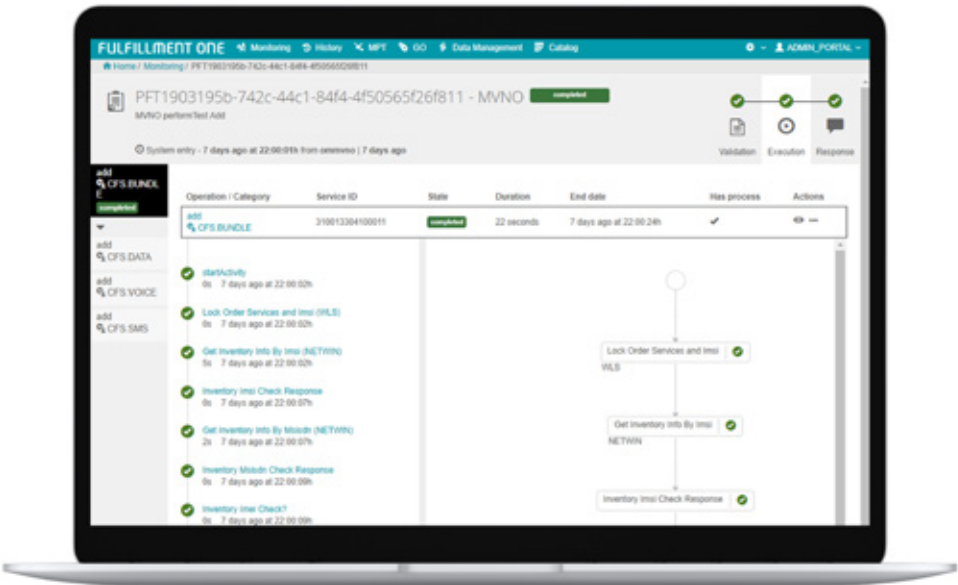 FULFILLMENT ONE Monitoring History MPT GO Data Management Catalog ADMIN_PORTAL
Home / Monitoring / PFT1903195b-742c-44c1-84f4-4f50565f26f811
PFT1903195b-742c-44c1-84f4-4f50565f26f811 - MVNO completed
MVNO performTest Add
System entry - 7 days ago at 22:00:01h from ommvno | 7 days ago
Validation Execution Response
add
CFS.BUNDLE
completed
add
CFS.DATA
add
CFS.VOICE
add
CFS.SMS
Operation / Category Service ID State Duration End date Has process Actions
add
CFS.BUNDLE 310013304100011 completed 22 seconds 7 days ago at 22:00:24h
startActivity
0s 7 days ago at 22:00:02h
Lock Order Services and Imsi (WLS)
0s 7 days ago at 22:00:02h
Get Inventory Info By Imsi (NETWIN)
5s 7 days ago at 22:00:02h
Inventory Imsi Check Response
0s 7 days ago at 22:00:07h
Get Inventory Info By Msisdn (NETWIN)
2s 7 days ago at 22:00:07h
Inventory Msisdn Check Response
0s 7 days ago at 22:00:09h
Inventory Imei Check?
0s 7 days ago at 22:00:09h
Lock Order Services and Imsi
WLS
Get Inventory Info By Imsi
NETWIN
Inventory Imsi Check Response